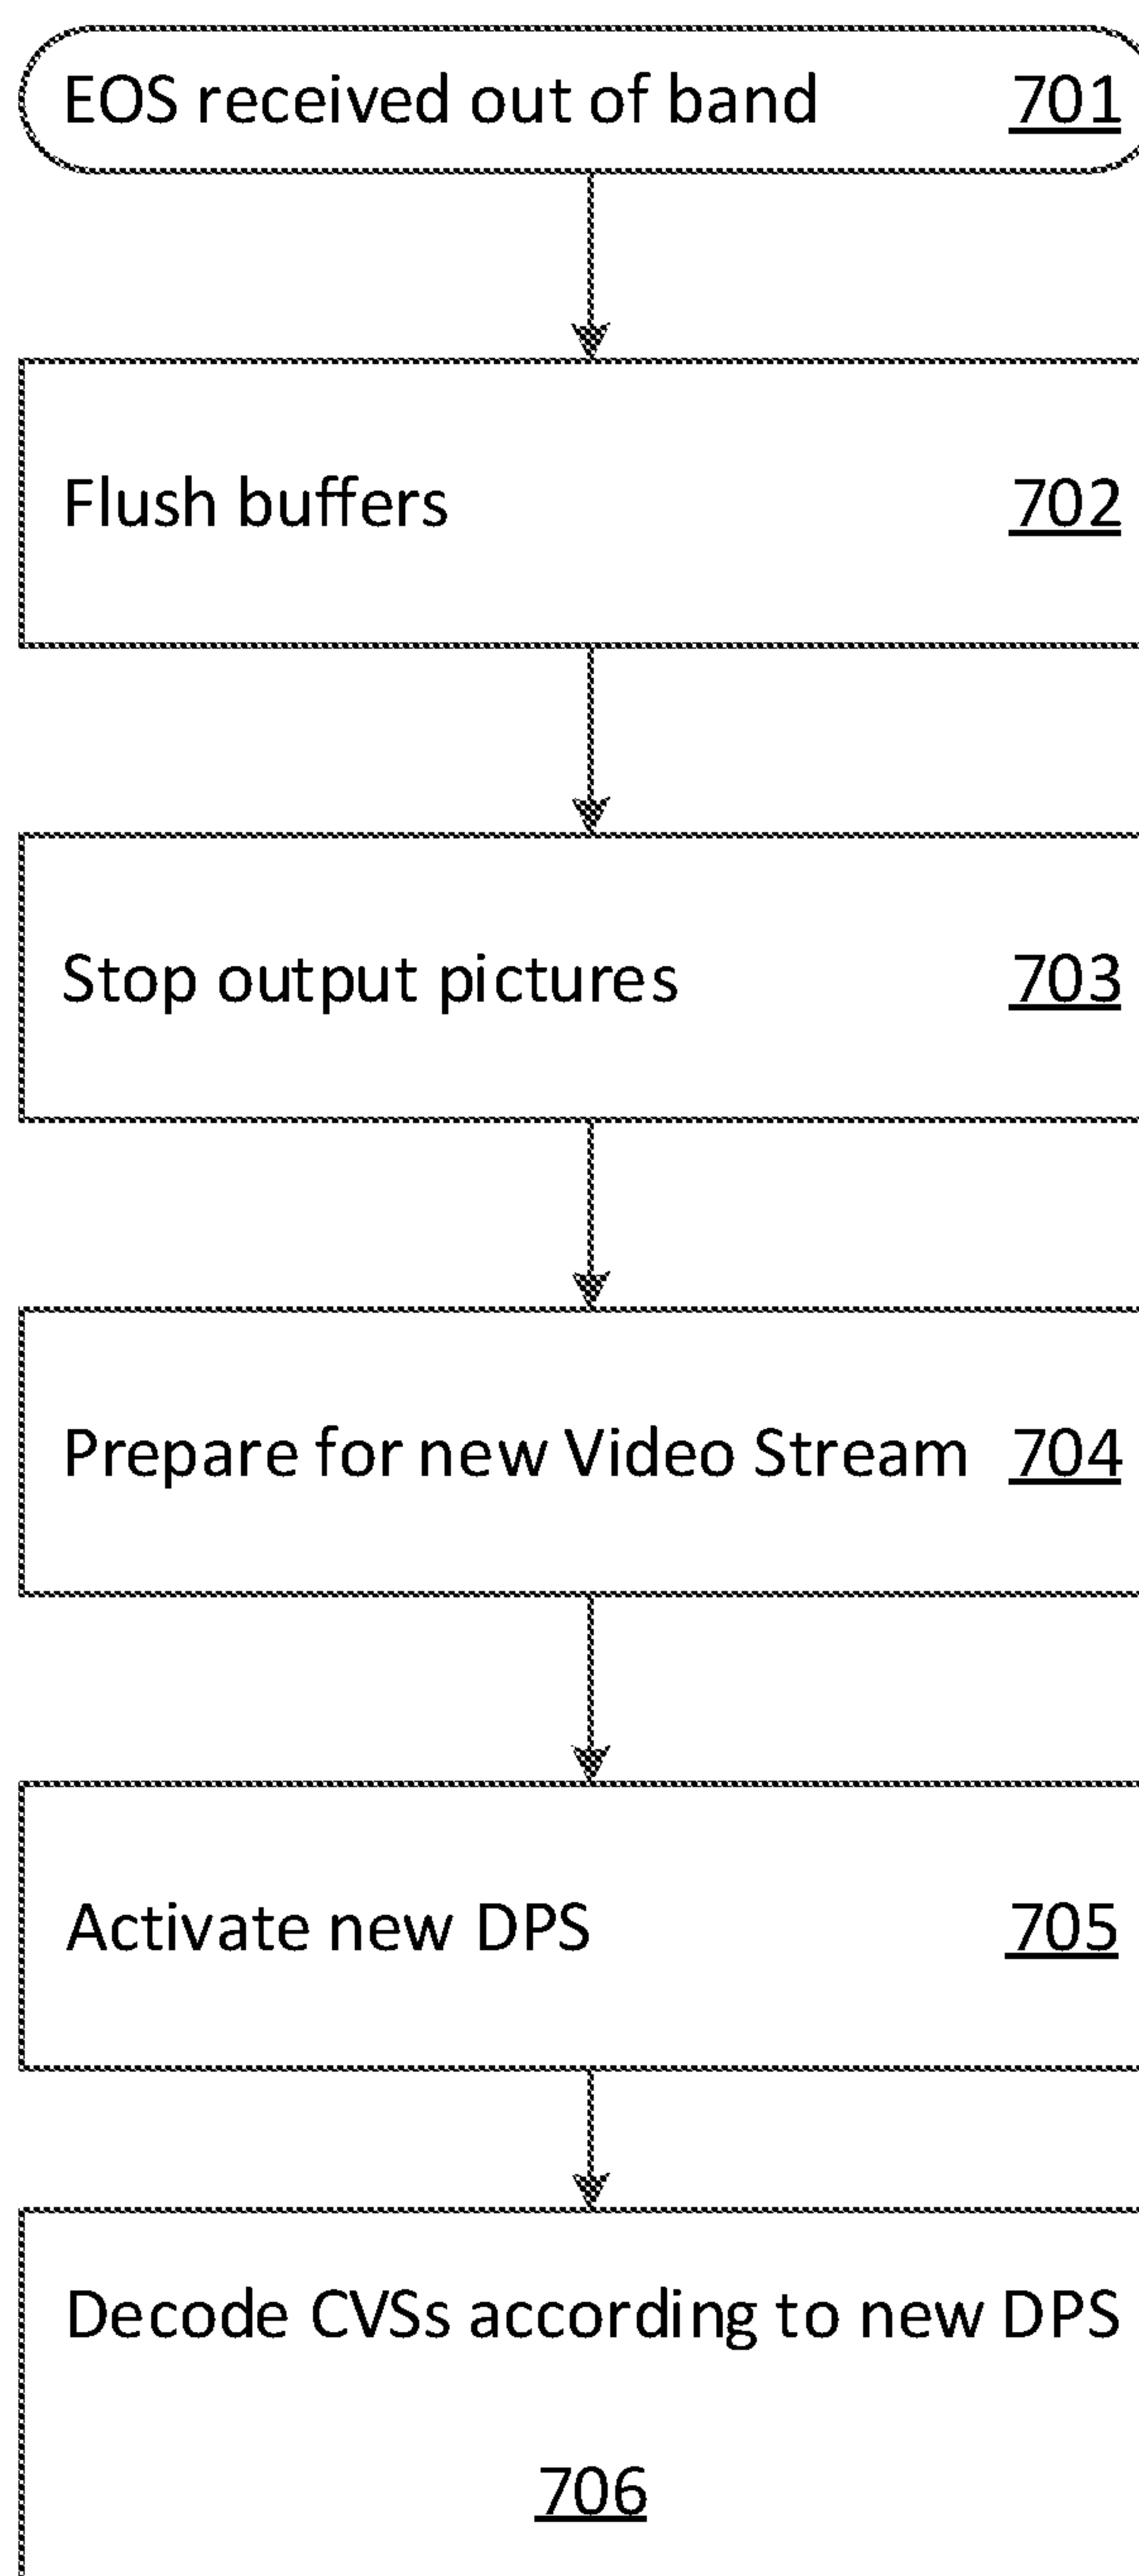 EOS received out of band 701
Flush buffers 702
Stop output pictures 703
Prepare for new Video Stream 704
Activate new DPS 705
Decode CVSs according to new DPS
706